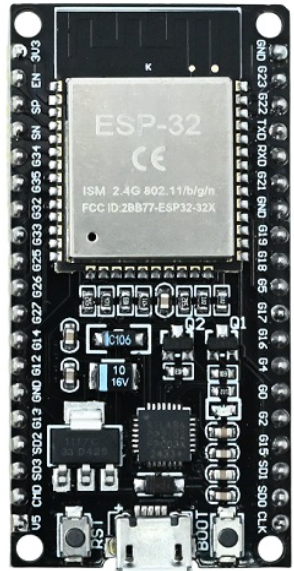 K
ESP-32
CE
ISM 2.4G 802.11/b/g/n
FCC ID:2BB77-ESP32-32X
3V3
EN
SP
SN
G34
G35
G32
G33
G25
G26
G27
G14
G12
GND
G13
SD2
SD3
CMD
V5
GND
G23
G22
TXD
RXD
G21
GND
G19
G18
G5
G17
G16
G4
G0
G2
G15
SD1
SD0
CLK
Q2
Q1
C106
10
16V
+
RST
BOOT